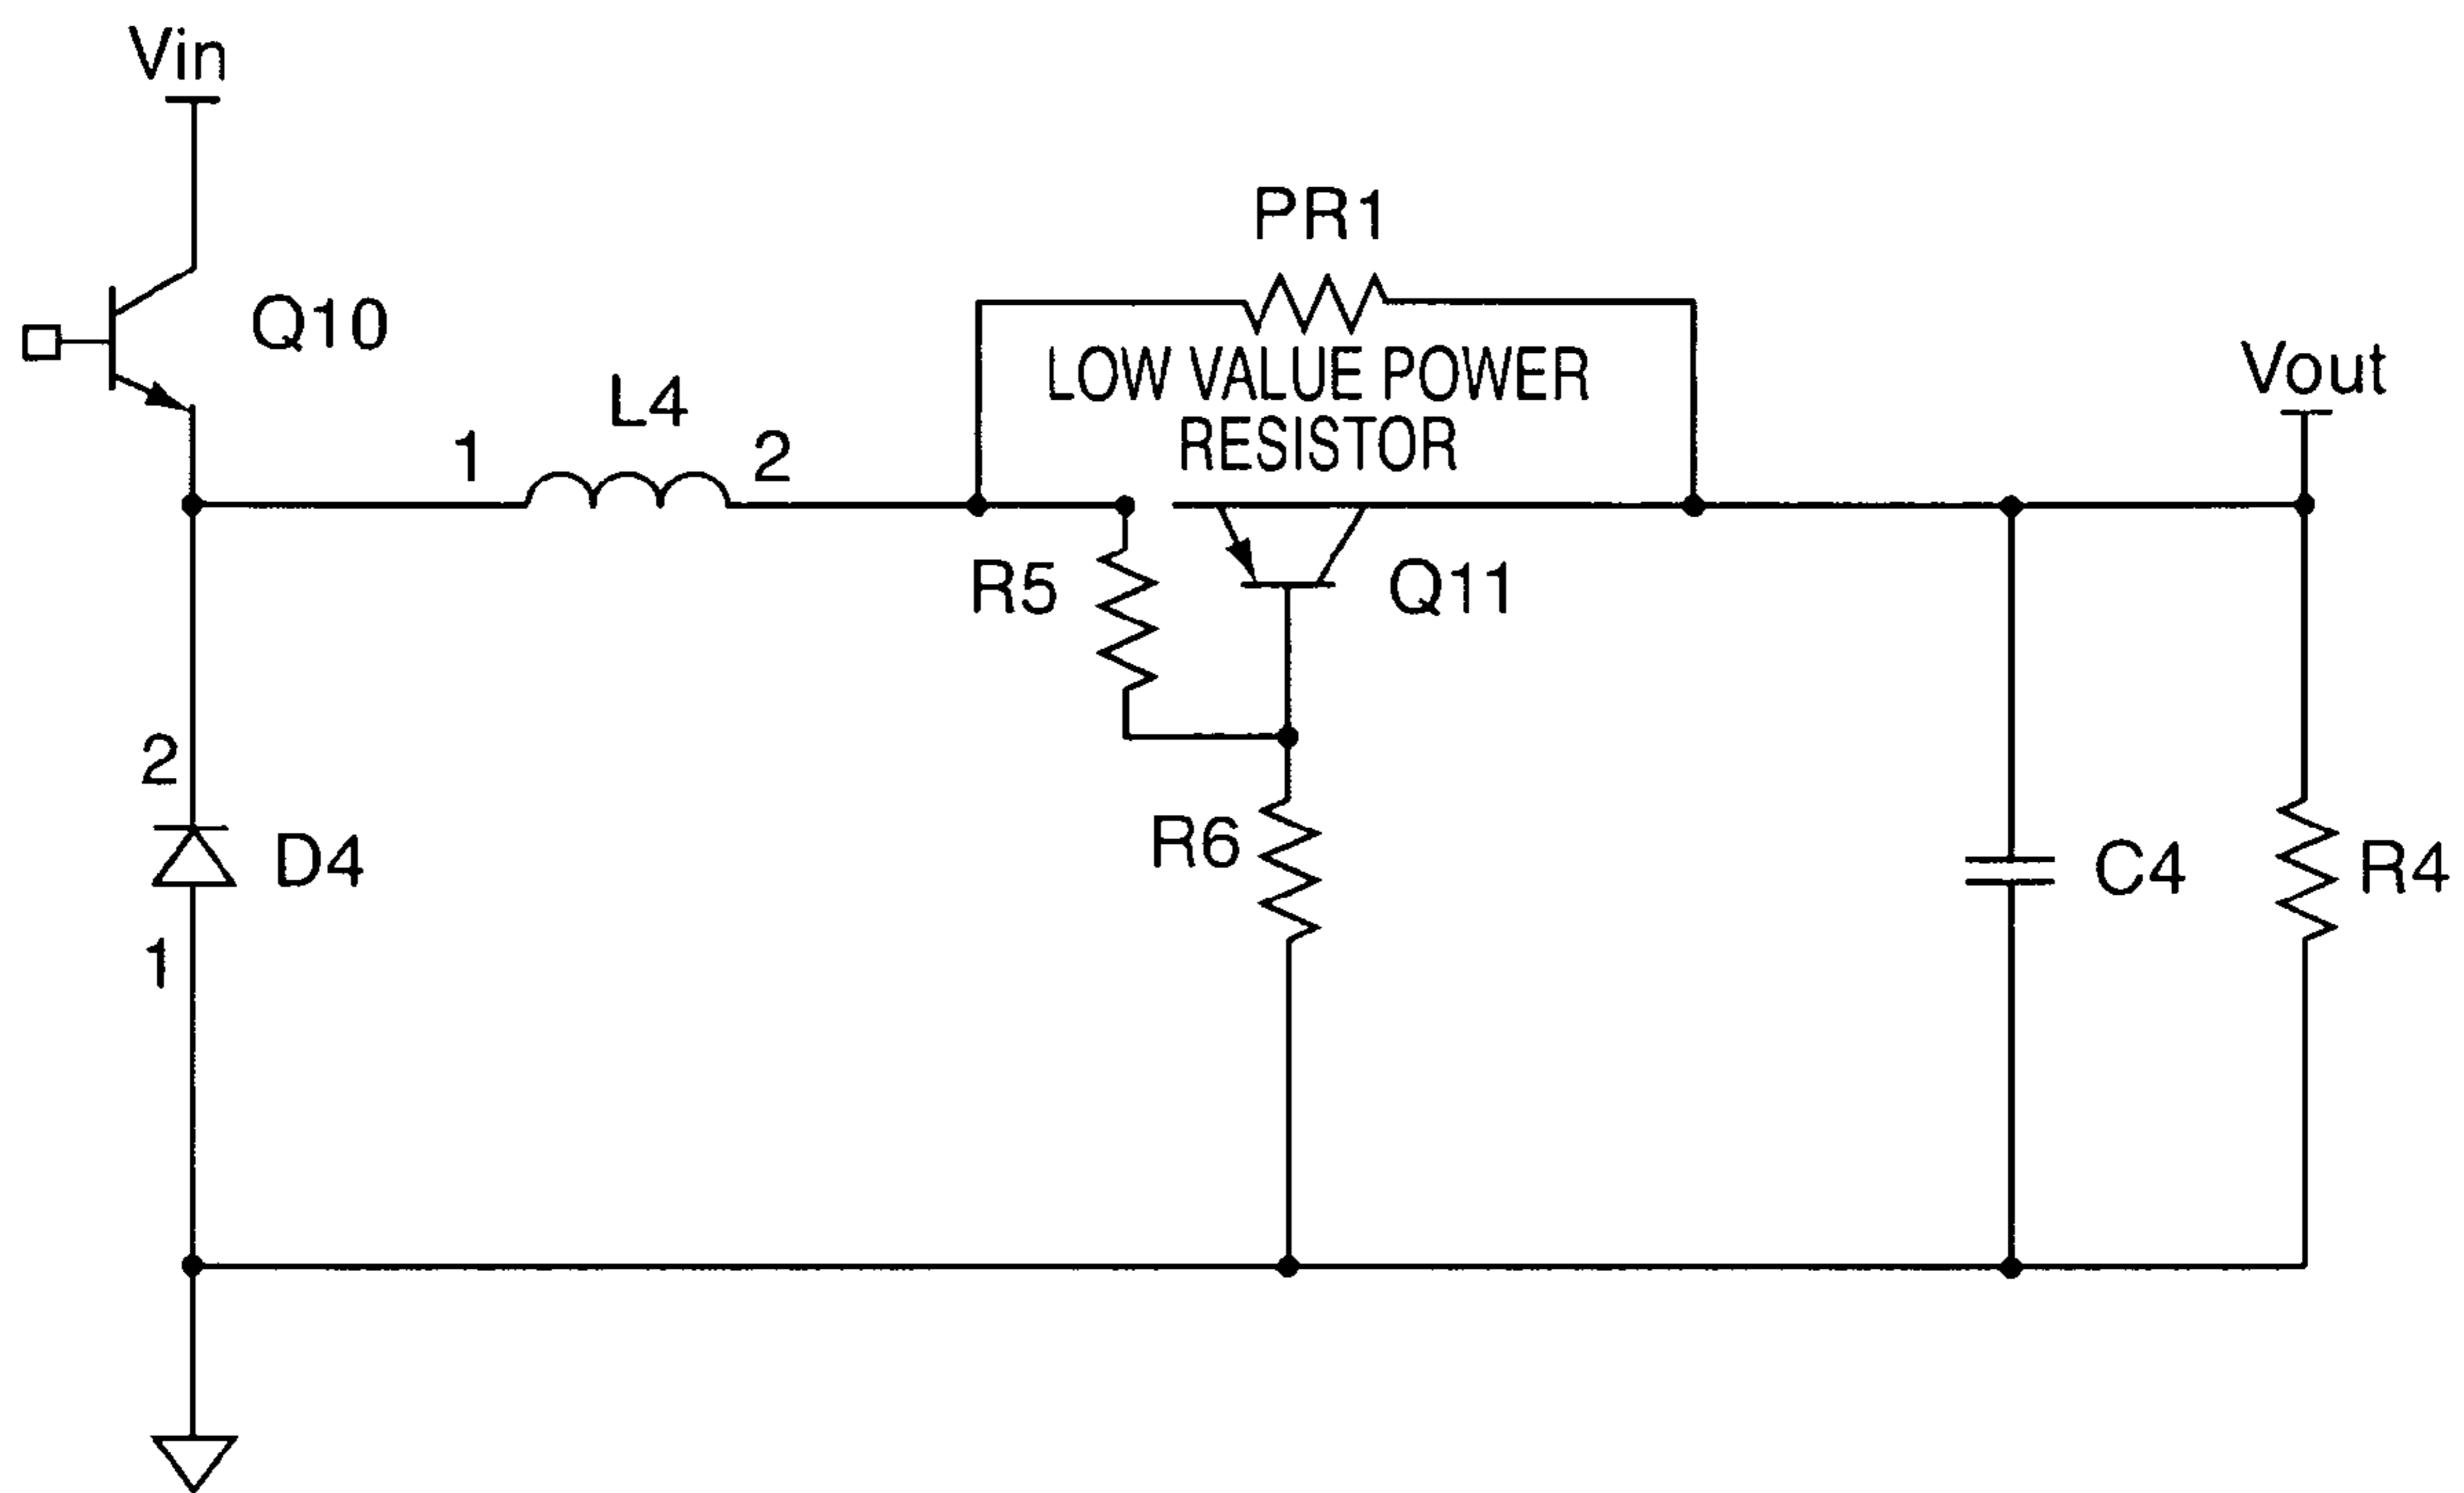 Vin
Q10
PR1
LOW VALUE POWER
RESISTOR
Vout
L4
1
2
R5
Q11
2
D4
1
R6
C4
R4